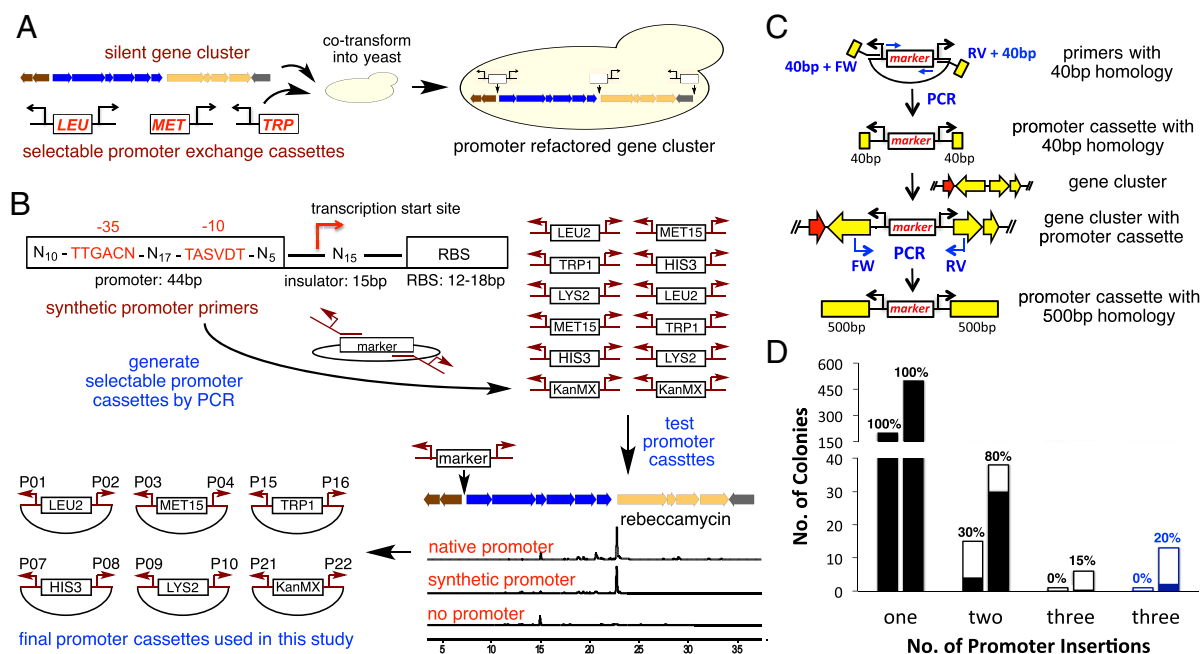 A
silent gene cluster
co-transform
into yeast
LEU
MET
TRP
selectable promoter exchange cassettes
promoter refactored gene cluster
B
-35
-10
transcription start site
N10 - TTGACN - N17 - TASVDT - N5
N15
RBS
promoter: 44bp
insulator: 15bp
RBS: 12-18bp
synthetic promoter primers
marker
generate
selectable promoter
cassettes by PCR
LEU2
MET15
TRP1
HIS3
LYS2
LEU2
MET15
TRP1
HIS3
LYS2
KanMX
KanMX
test
promoter
cassttes
marker
rebeccamycin
native promoter
synthetic promoter
no promoter
5 10 15 20 25 30 35
P01
P02
LEU2
P03
P04
MET15
P15
P16
TRP1
P07
P08
HIS3
P09
P10
LYS2
P21
P22
KanMX
final promoter cassettes used in this study
C
40bp + FW
marker
RV + 40bp
primers with
40bp homology
PCR
marker
40bp
40bp
promoter cassette with
40bp homology
gene cluster
marker
gene cluster with
promoter cassette
FW
PCR
RV
marker
500bp
500bp
promoter cassette with
500bp homology
D
No. of Colonies
600
450
300
150
40
30
20
10
0
100%
100%
30%
80%
0%
15%
0%
20%
one
two
three
three
No. of Promoter Insertions